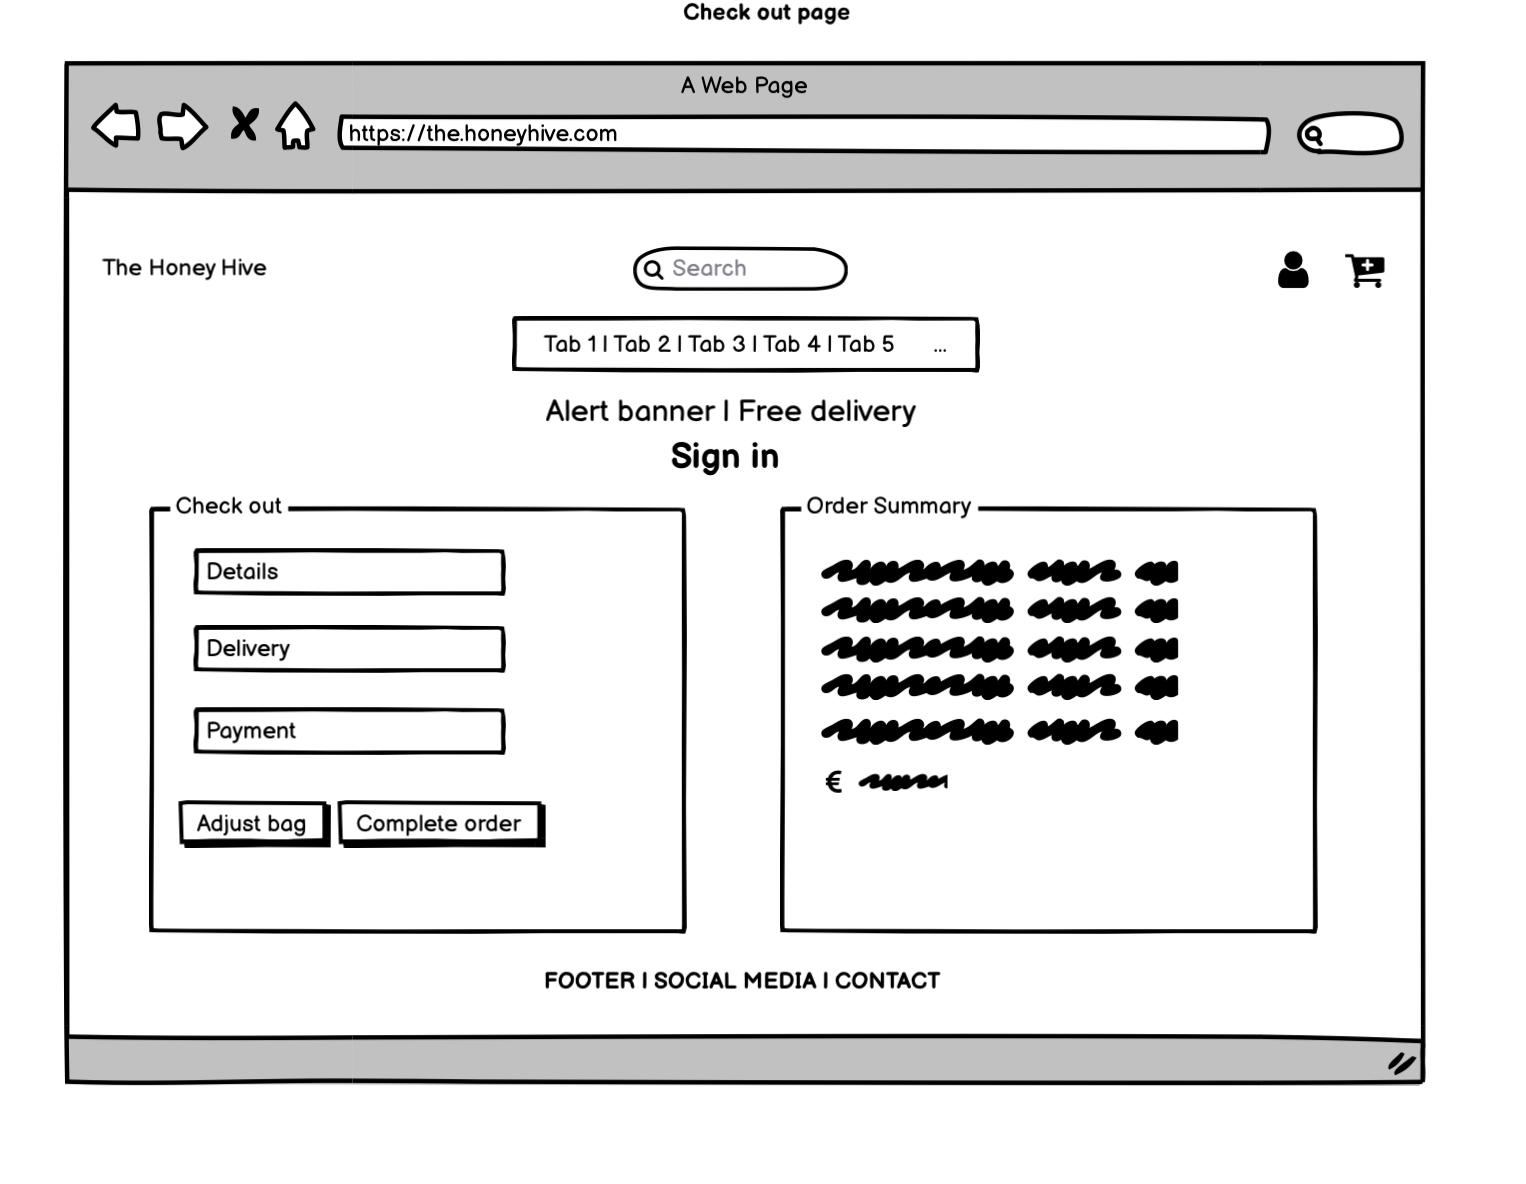 Check out page
A Web Page
https://the.honeyhive.com
The Honey Hive
Search
Tab 1 | Tab 2 | Tab 3 | Tab 4 | Tab 5 ...
Alert banner | Free delivery
Sign in
Check out
Details
Delivery
Payment
Adjust bag
Complete order
Order Summary
€
FOOTER | SOCIAL MEDIA | CONTACT